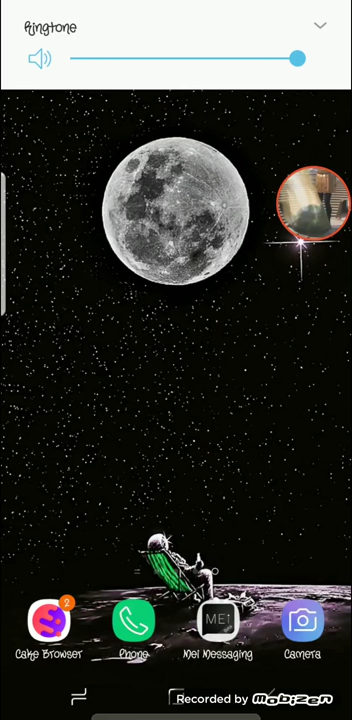 Ringtone
2
MEI
Cake Browser
Phone
Mei Messaging
Camera
Recorded by mobizen